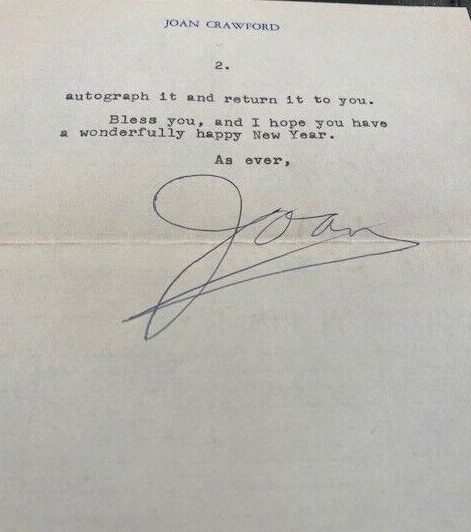 JOAN CRAWFORD
2.
autograph it and return it to you.
Bless you, and I hope you have
a wonderfully happy New Year.
As ever,
Joan